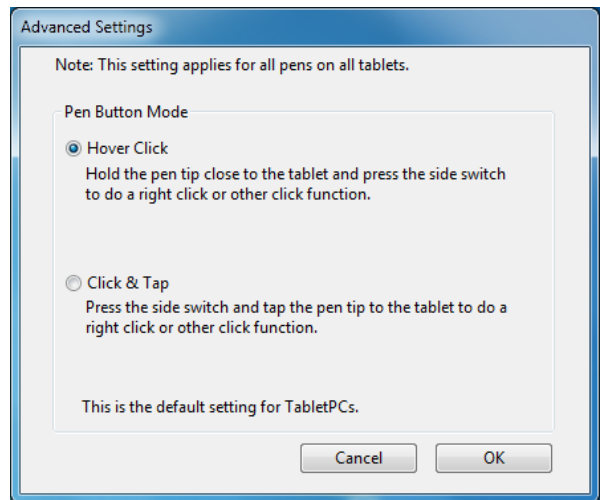 Advanced Settings
Note: This setting applies for all pens on all tablets.
Pen Button Mode
Hover Click
Hold the pen tip close to the tablet and press the side switch
to do a right click or other click function.
Click & Tap
Press the side switch and tap the pen tip to the tablet to do a
right click or other click function.
This is the default setting for TabletPCs.
Cancel
OK